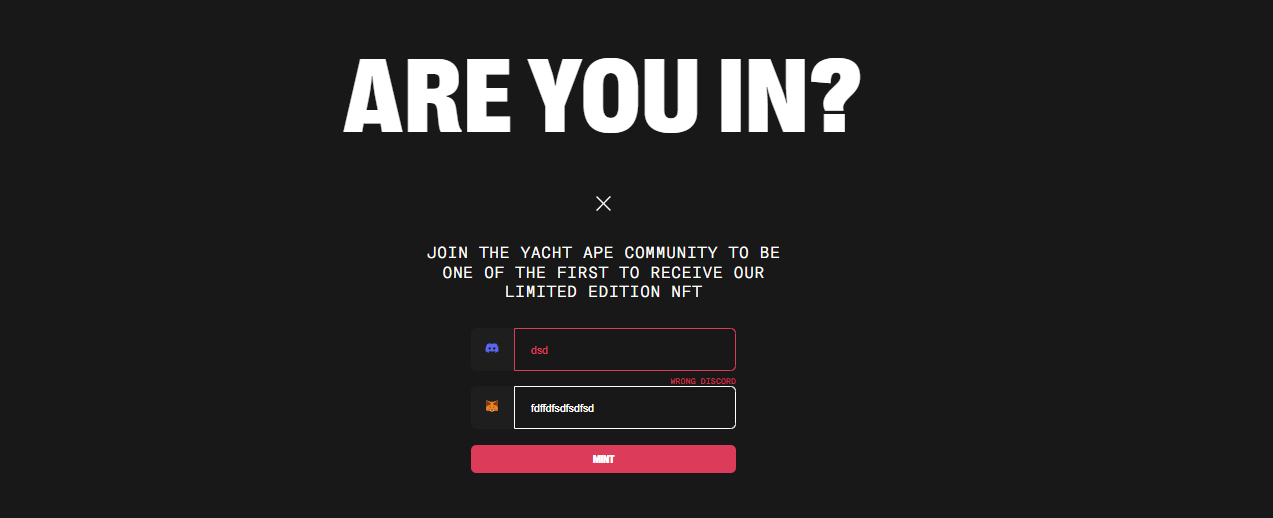 ARE YOU IN?
JOIN THE YACHT APE COMMUNITY TO BE
ONE OF THE FIRST TO RECEIVE OUR
LIMITED EDITION NFT
dsd
WRONG DISCORD
fdffdfsdfsdfsd
MINT